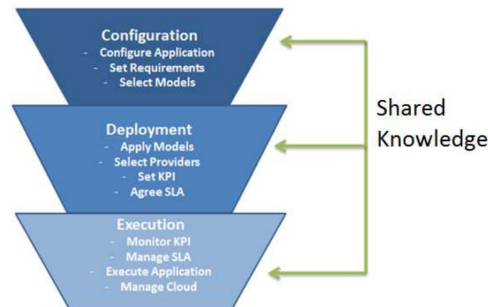 Configuration
- Configure Application
- Set Requirements
- Select Models
Deployment
- Apply Models
- Select Providers
- Set KPI
- Agree SLA
Execution
- Monitor KPI
- Manage SLA
- Execute Application
- Manage Cloud
Shared
Knowledge